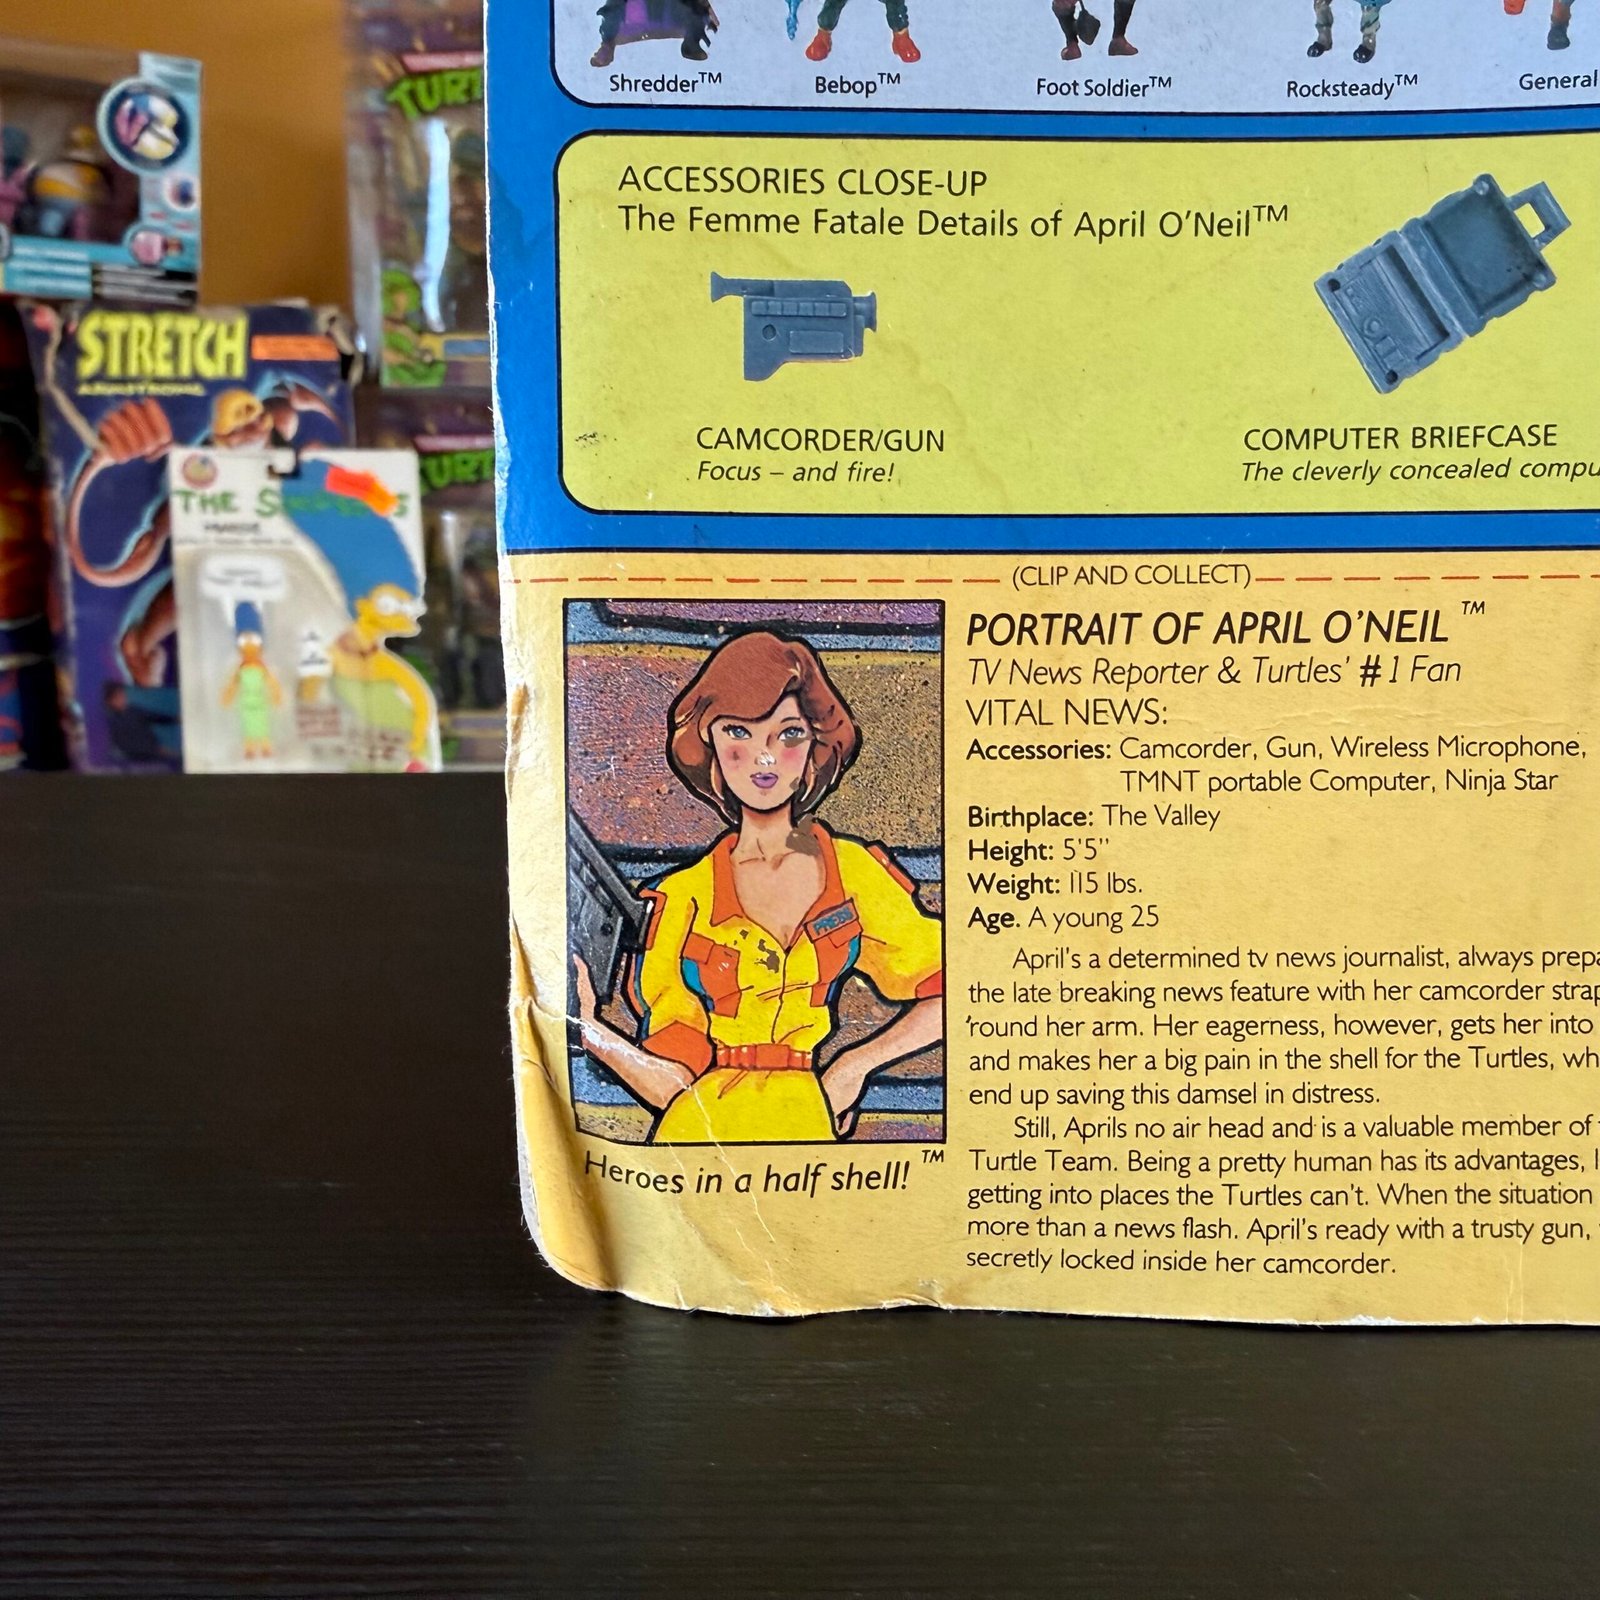 Shredder™ Bebop™ Foot Soldier™ Rocksteady™ General
ACCESSORIES CLOSE-UP
The Femme Fatale Details of April O'Neil™
CAMCORDER/GUN
Focus – and fire!
COMPUTER BRIEFCASE
The cleverly concealed compu
(CLIP AND COLLECT)
PORTRAIT OF APRIL O'NEIL™
TV News Reporter & Turtles' #1 Fan
VITAL NEWS:
Accessories: Camcorder, Gun, Wireless Microphone,
TMNT portable Computer, Ninja Star
Birthplace: The Valley
Height: 5'5"
Weight: 115 lbs.
Age. A young 25
April's a determined tv news journalist, always prepa
the late breaking news feature with her camcorder strap
'round her arm. Her eagerness, however, gets her into
and makes her a big pain in the shell for the Turtles, wh
end up saving this damsel in distress.
Still, Aprils no air head and is a valuable member of
Turtle Team. Being a pretty human has its advantages, l
getting into places the Turtles can't. When the situation
more than a news flash. April's ready with a trusty gun,
secretly locked inside her camcorder.
PRESS
Heroes in a half shell!™
STRETCH
ARMSTRONG
THE S
TURT
TURT